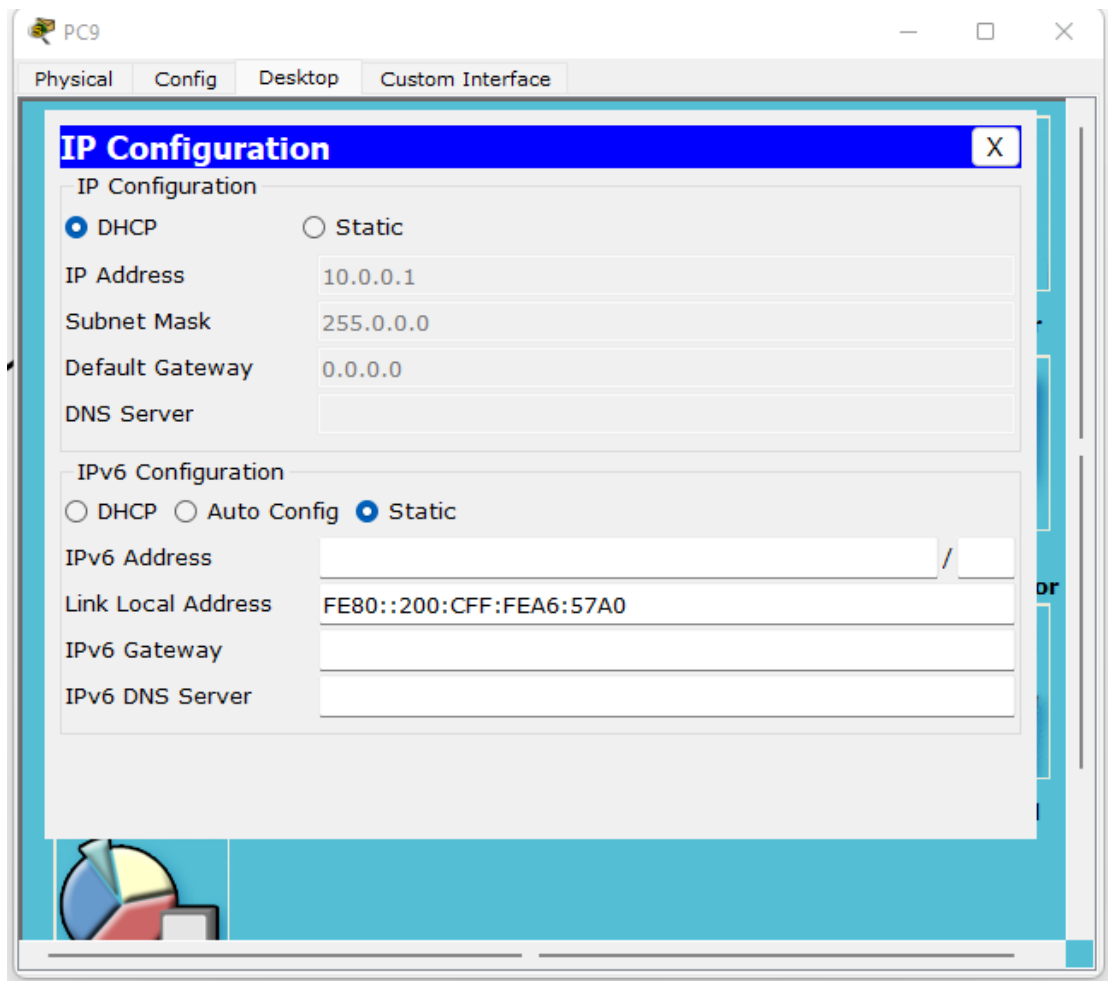 PC9
Physical Config Desktop Custom Interface
IP Configuration X
IP Configuration
DHCP Static
IP Address 10.0.0.1
Subnet Mask 255.0.0.0
Default Gateway 0.0.0.0
DNS Server
IPv6 Configuration
DHCP Auto Config Static
IPv6 Address /
Link Local Address FE80::200:CFF:FEA6:57A0
IPv6 Gateway
IPv6 DNS Server